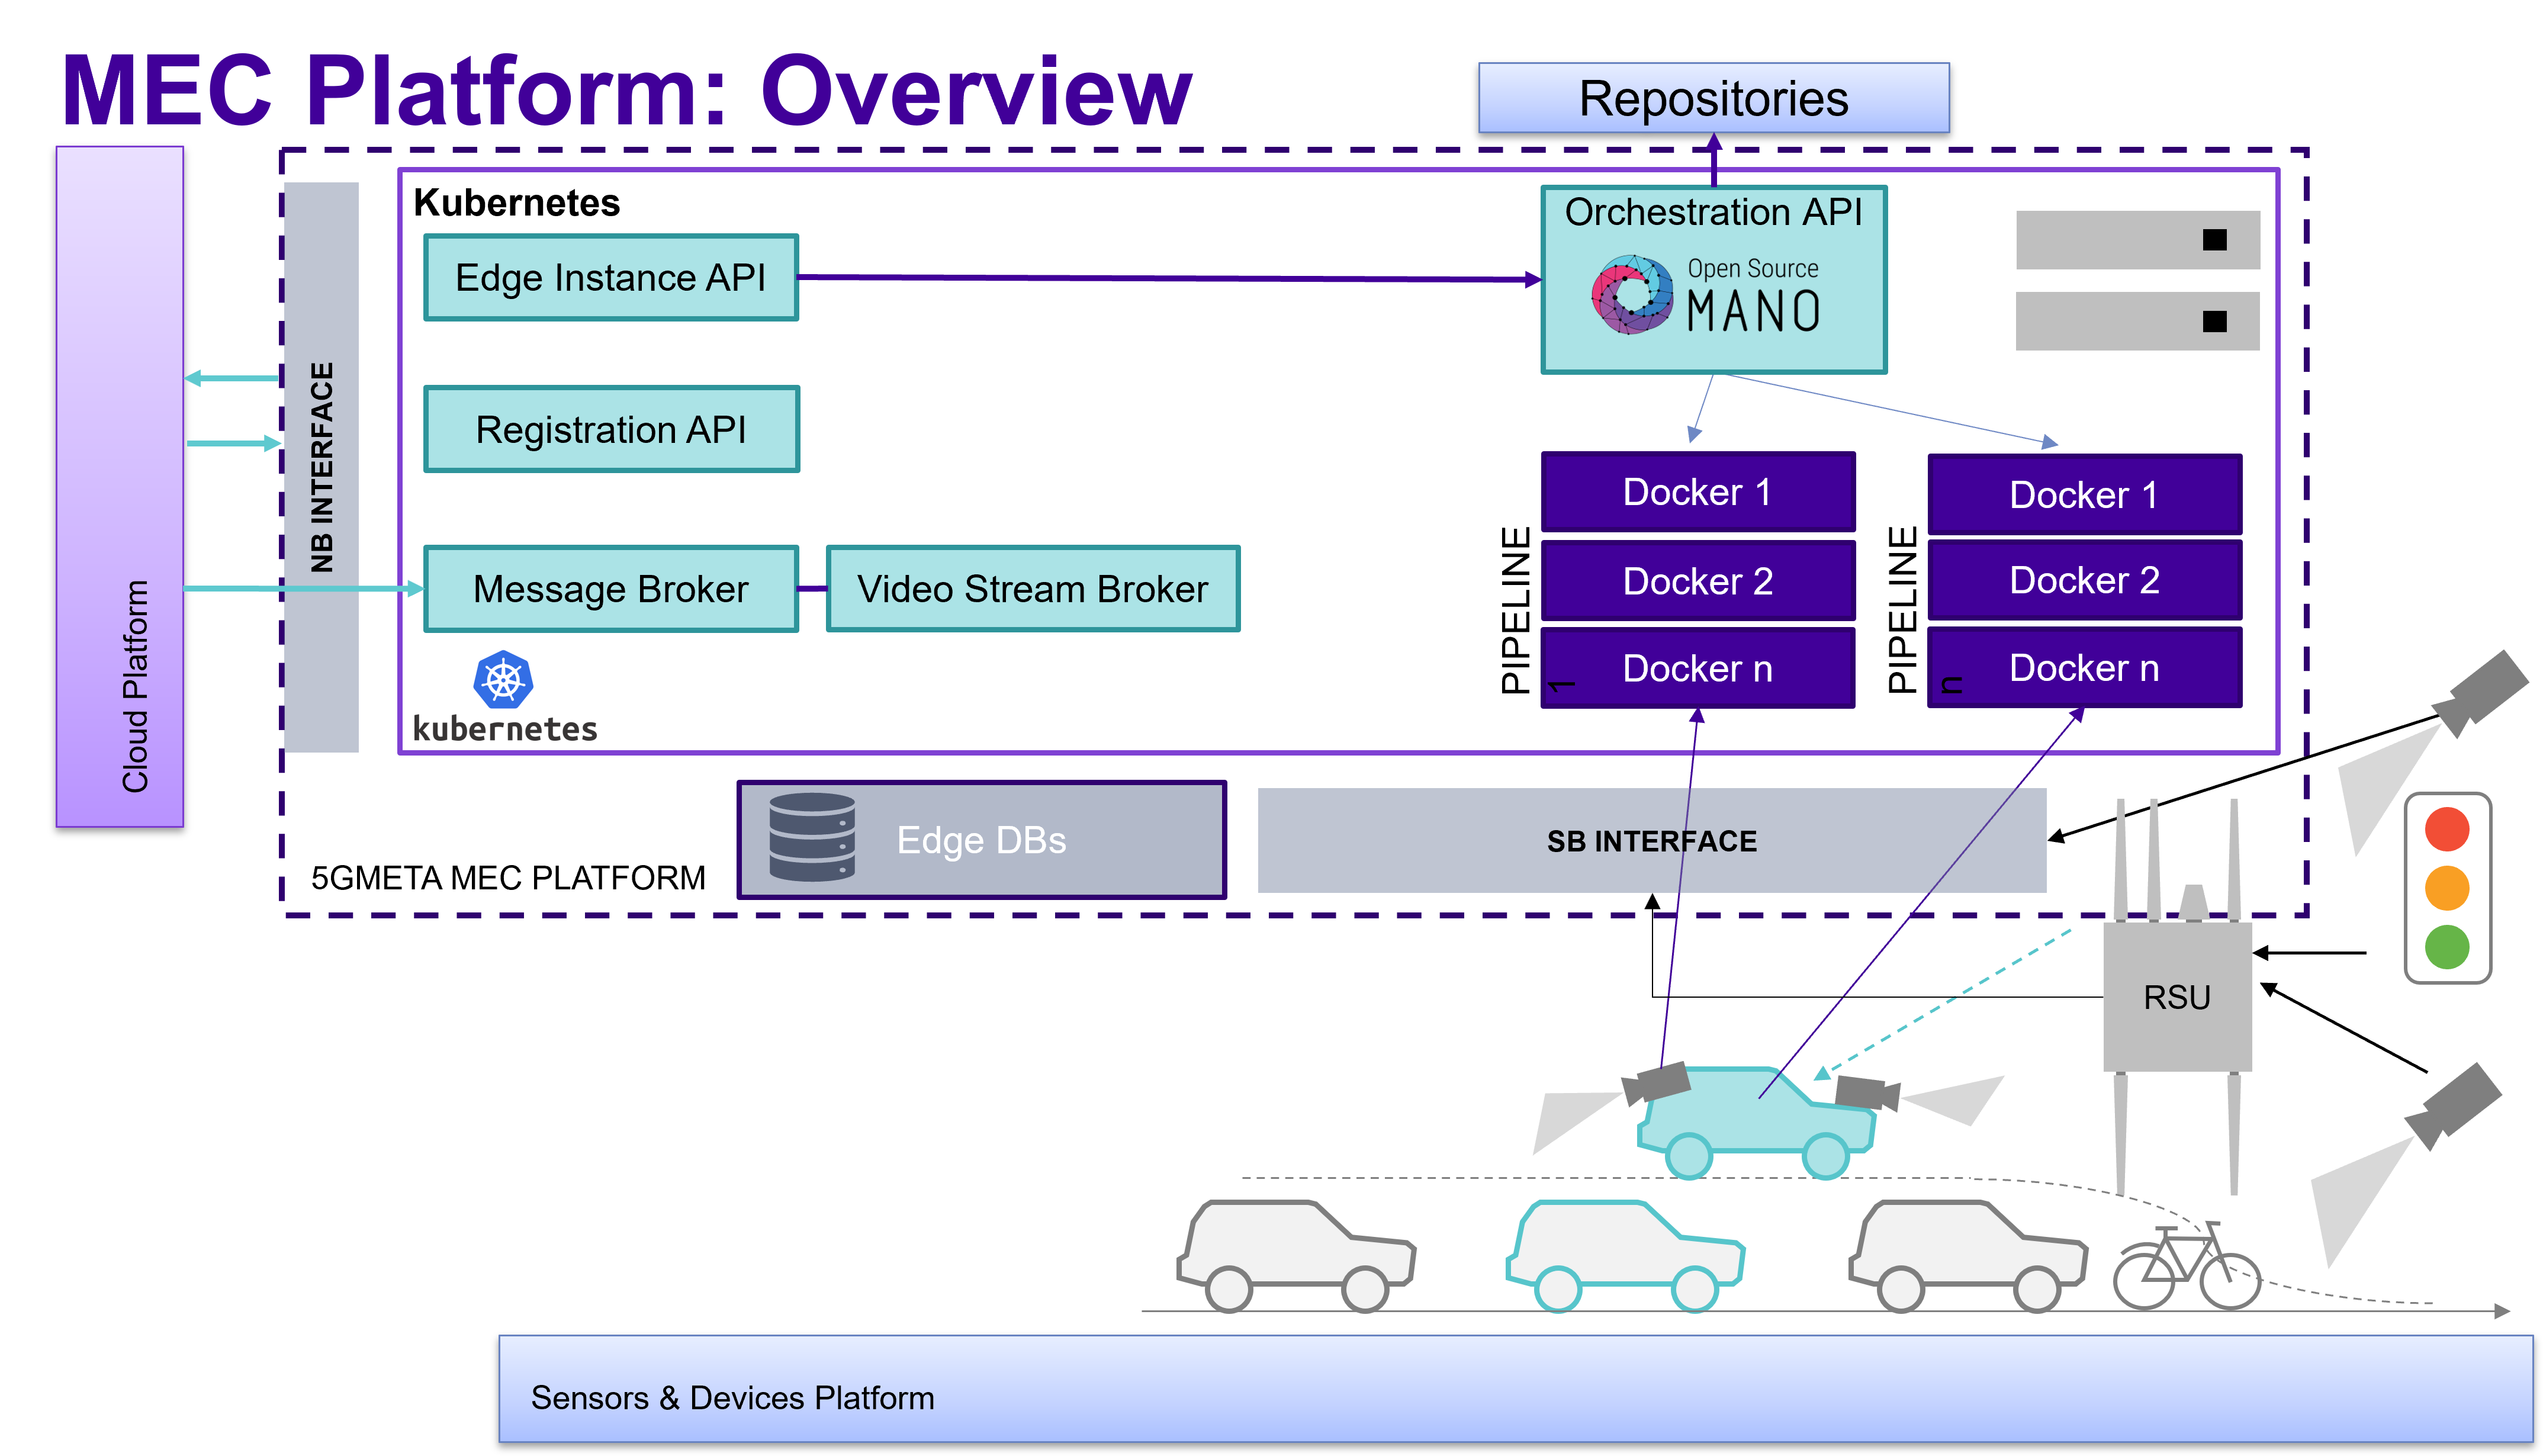 MEC Platform: Overview
Repositories
Cloud Platform
NB INTERFACE
Kubernetes
Edge Instance API
Registration API
Message Broker
Video Stream Broker
kubernetes
Orchestration API
Open Source
MANO
PIPELINE
1
Docker 1
Docker 2
Docker n
PIPELINE
n
Docker 1
Docker 2
Docker n
5GMETA MEC PLATFORM
Edge DBs
SB INTERFACE
RSU
Sensors & Devices Platform